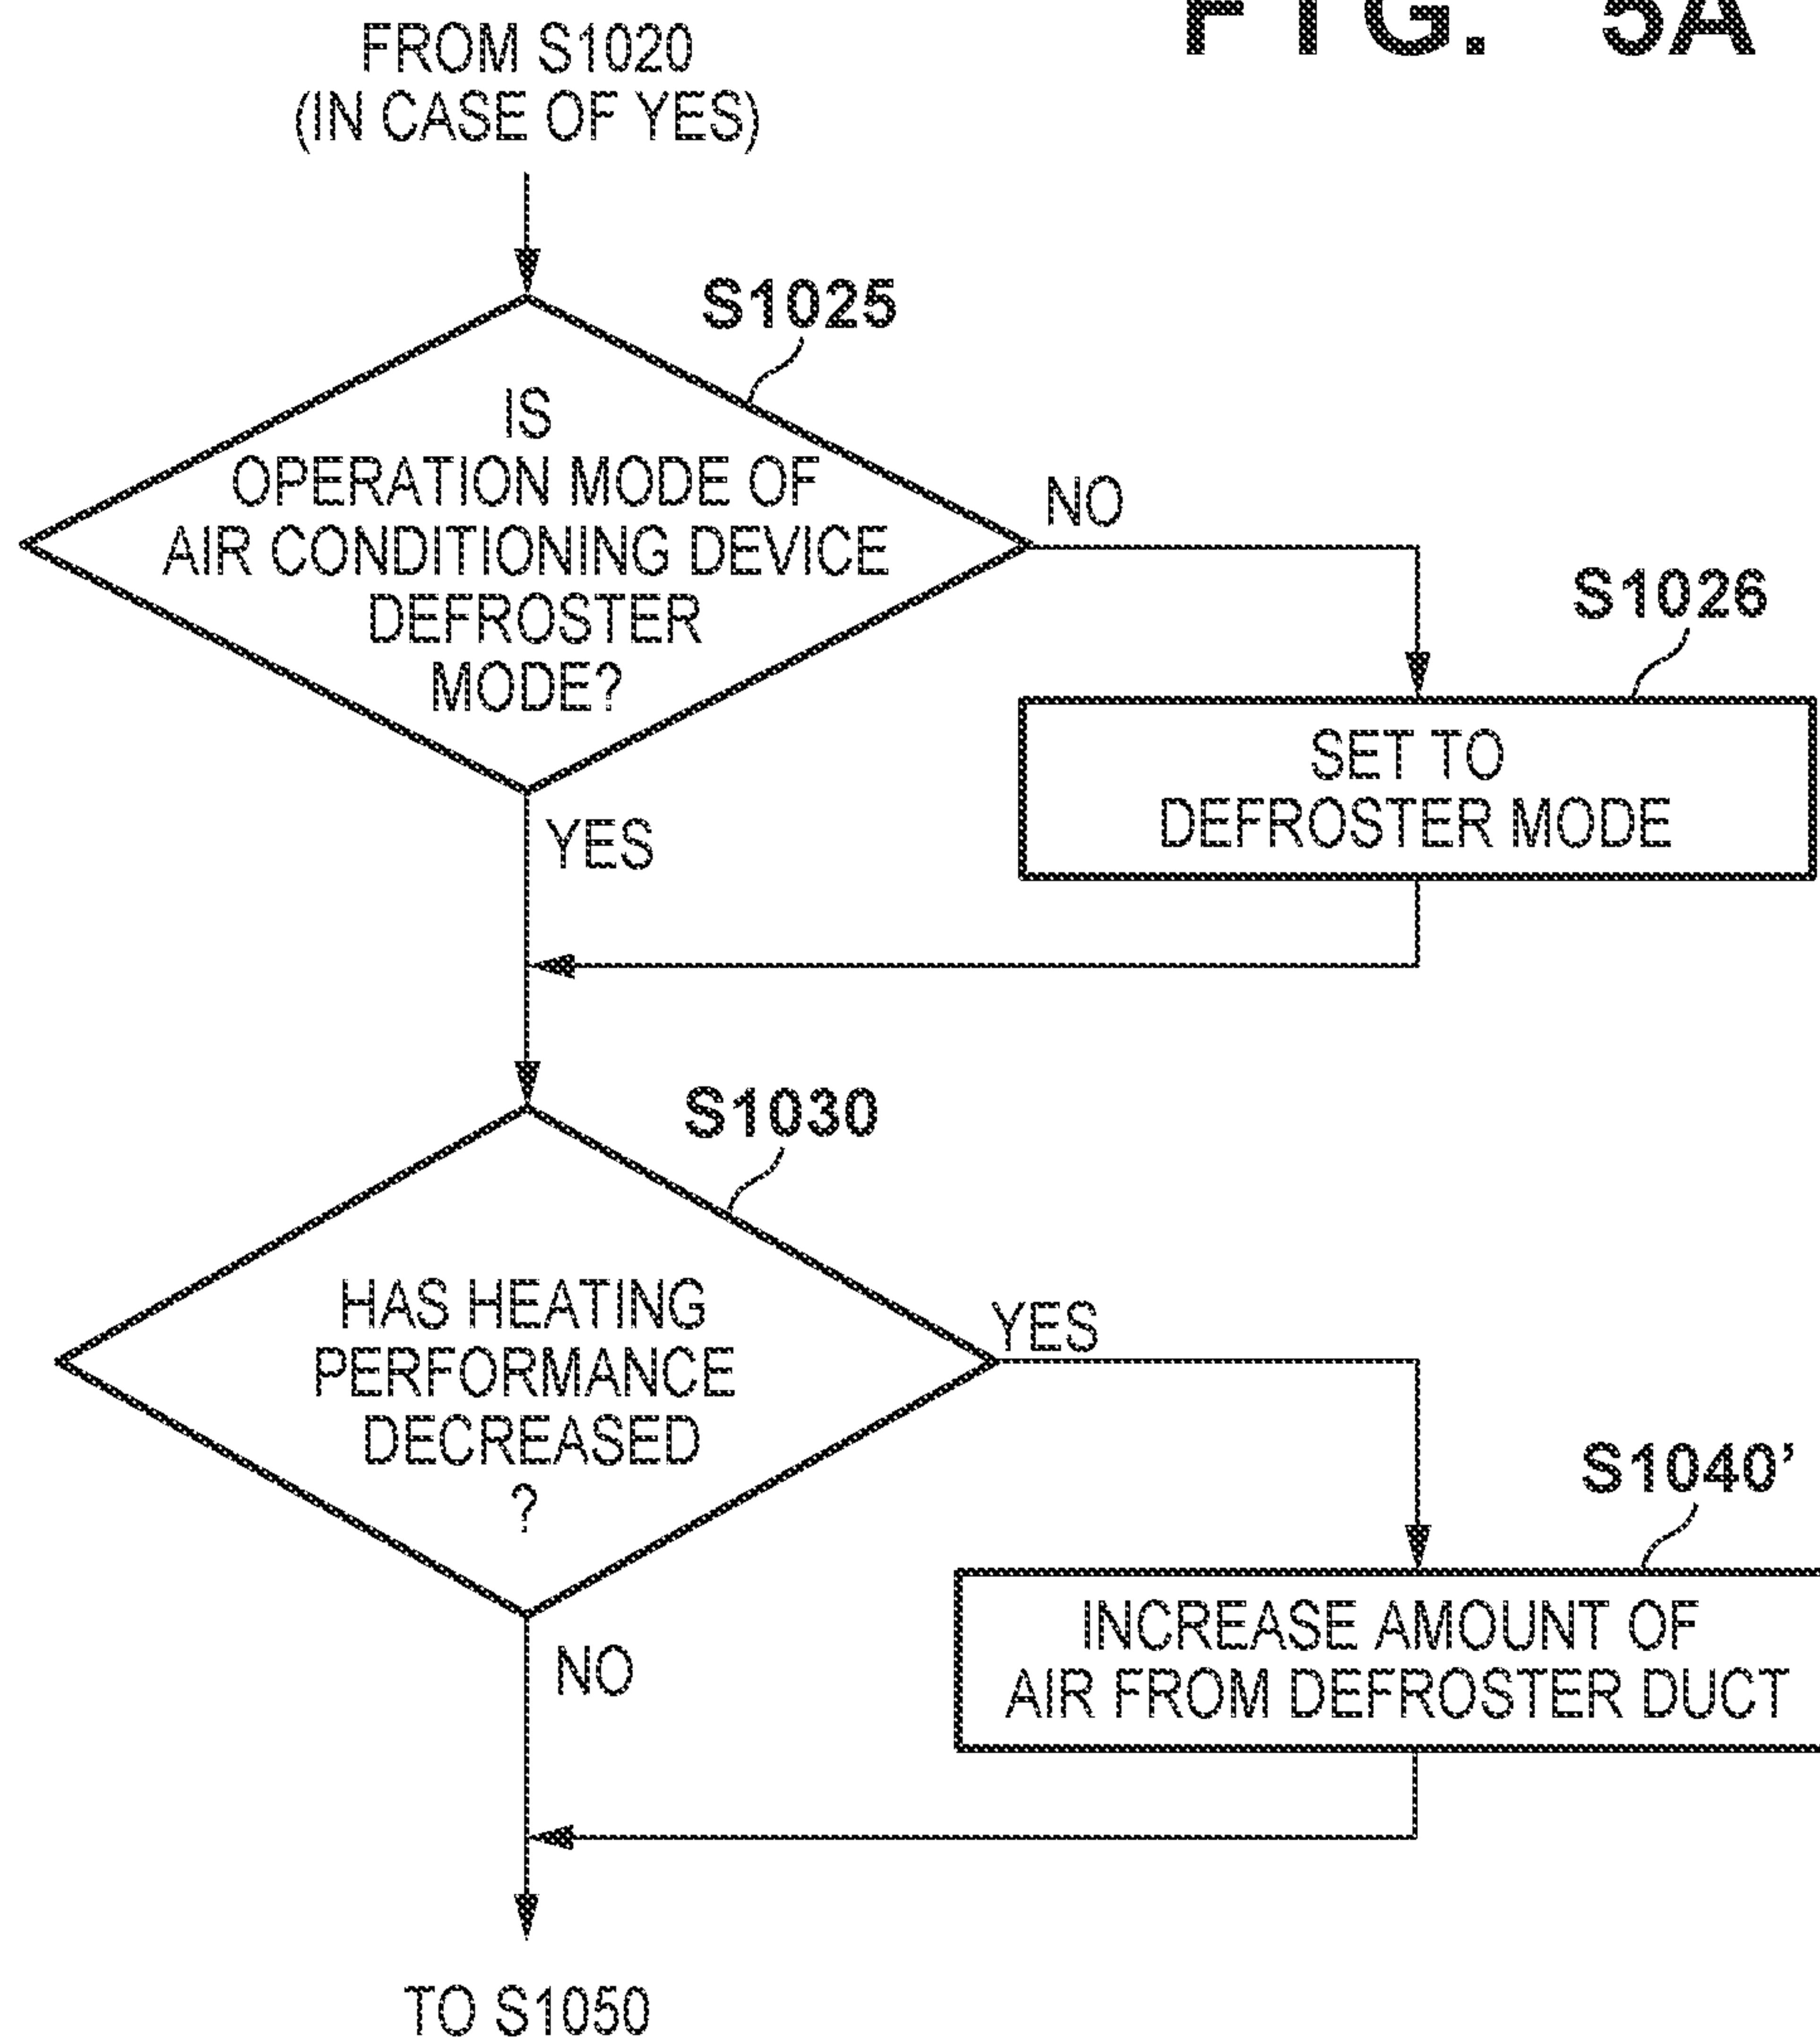 FIG. 5A
FROM S1020
(IN CASE OF YES)
S1025
IS
OPERATION MODE OF
AIR CONDITIONING DEVICE
DEFROSTER
MODE?
NO
S1026
SET TO
DEFROSTER MODE
YES
S1030
HAS HEATING
PERFORMANCE
DECREASED
?
YES
S1040'
INCREASE AMOUNT OF
AIR FROM DEFROSTER DUCT
NO
TO S1050